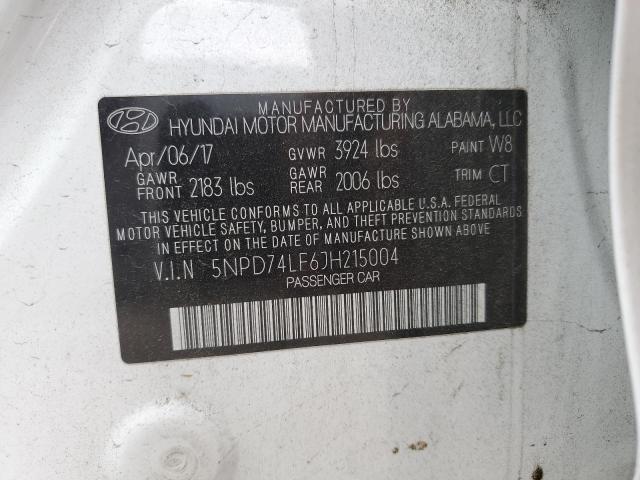 MANUFACTURED BY
HYUNDAI MOTOR MANUFACTURING ALABAMA, LLC
Apr/06/17 GVWR 3924 lbs PAINT W8
GAWR FRONT 2183 lbs GAWR REAR 2006 lbs TRIM CT
THIS VEHICLE CONFORMS TO ALL APPLICABLE U.S.A. FEDERAL
MOTOR VEHICLE SAFETY, BUMPER, AND THEFT PREVENTION STANDARDS
IN EFFECT ON THE DATE OF MANUFACTURE SHOWN ABOVE.
V.I.N 5NPD74LF6JH215004
PASSENGER CAR